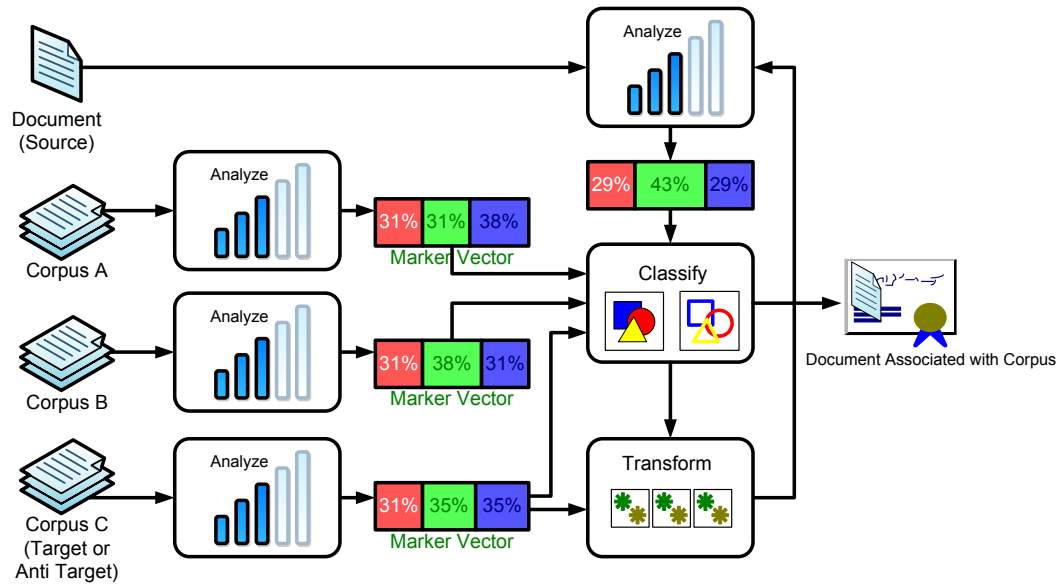 Analyze
Document
(Source)
29% 43% 29%
Analyze
31% 31% 38%
Marker Vector
Corpus A
Classify
Analyze
31% 38% 31%
Marker Vector
Corpus B
Document Associated with Corpus
Analyze
31% 35% 35%
Marker Vector
Transform
Corpus C
(Target or
Anti Target)